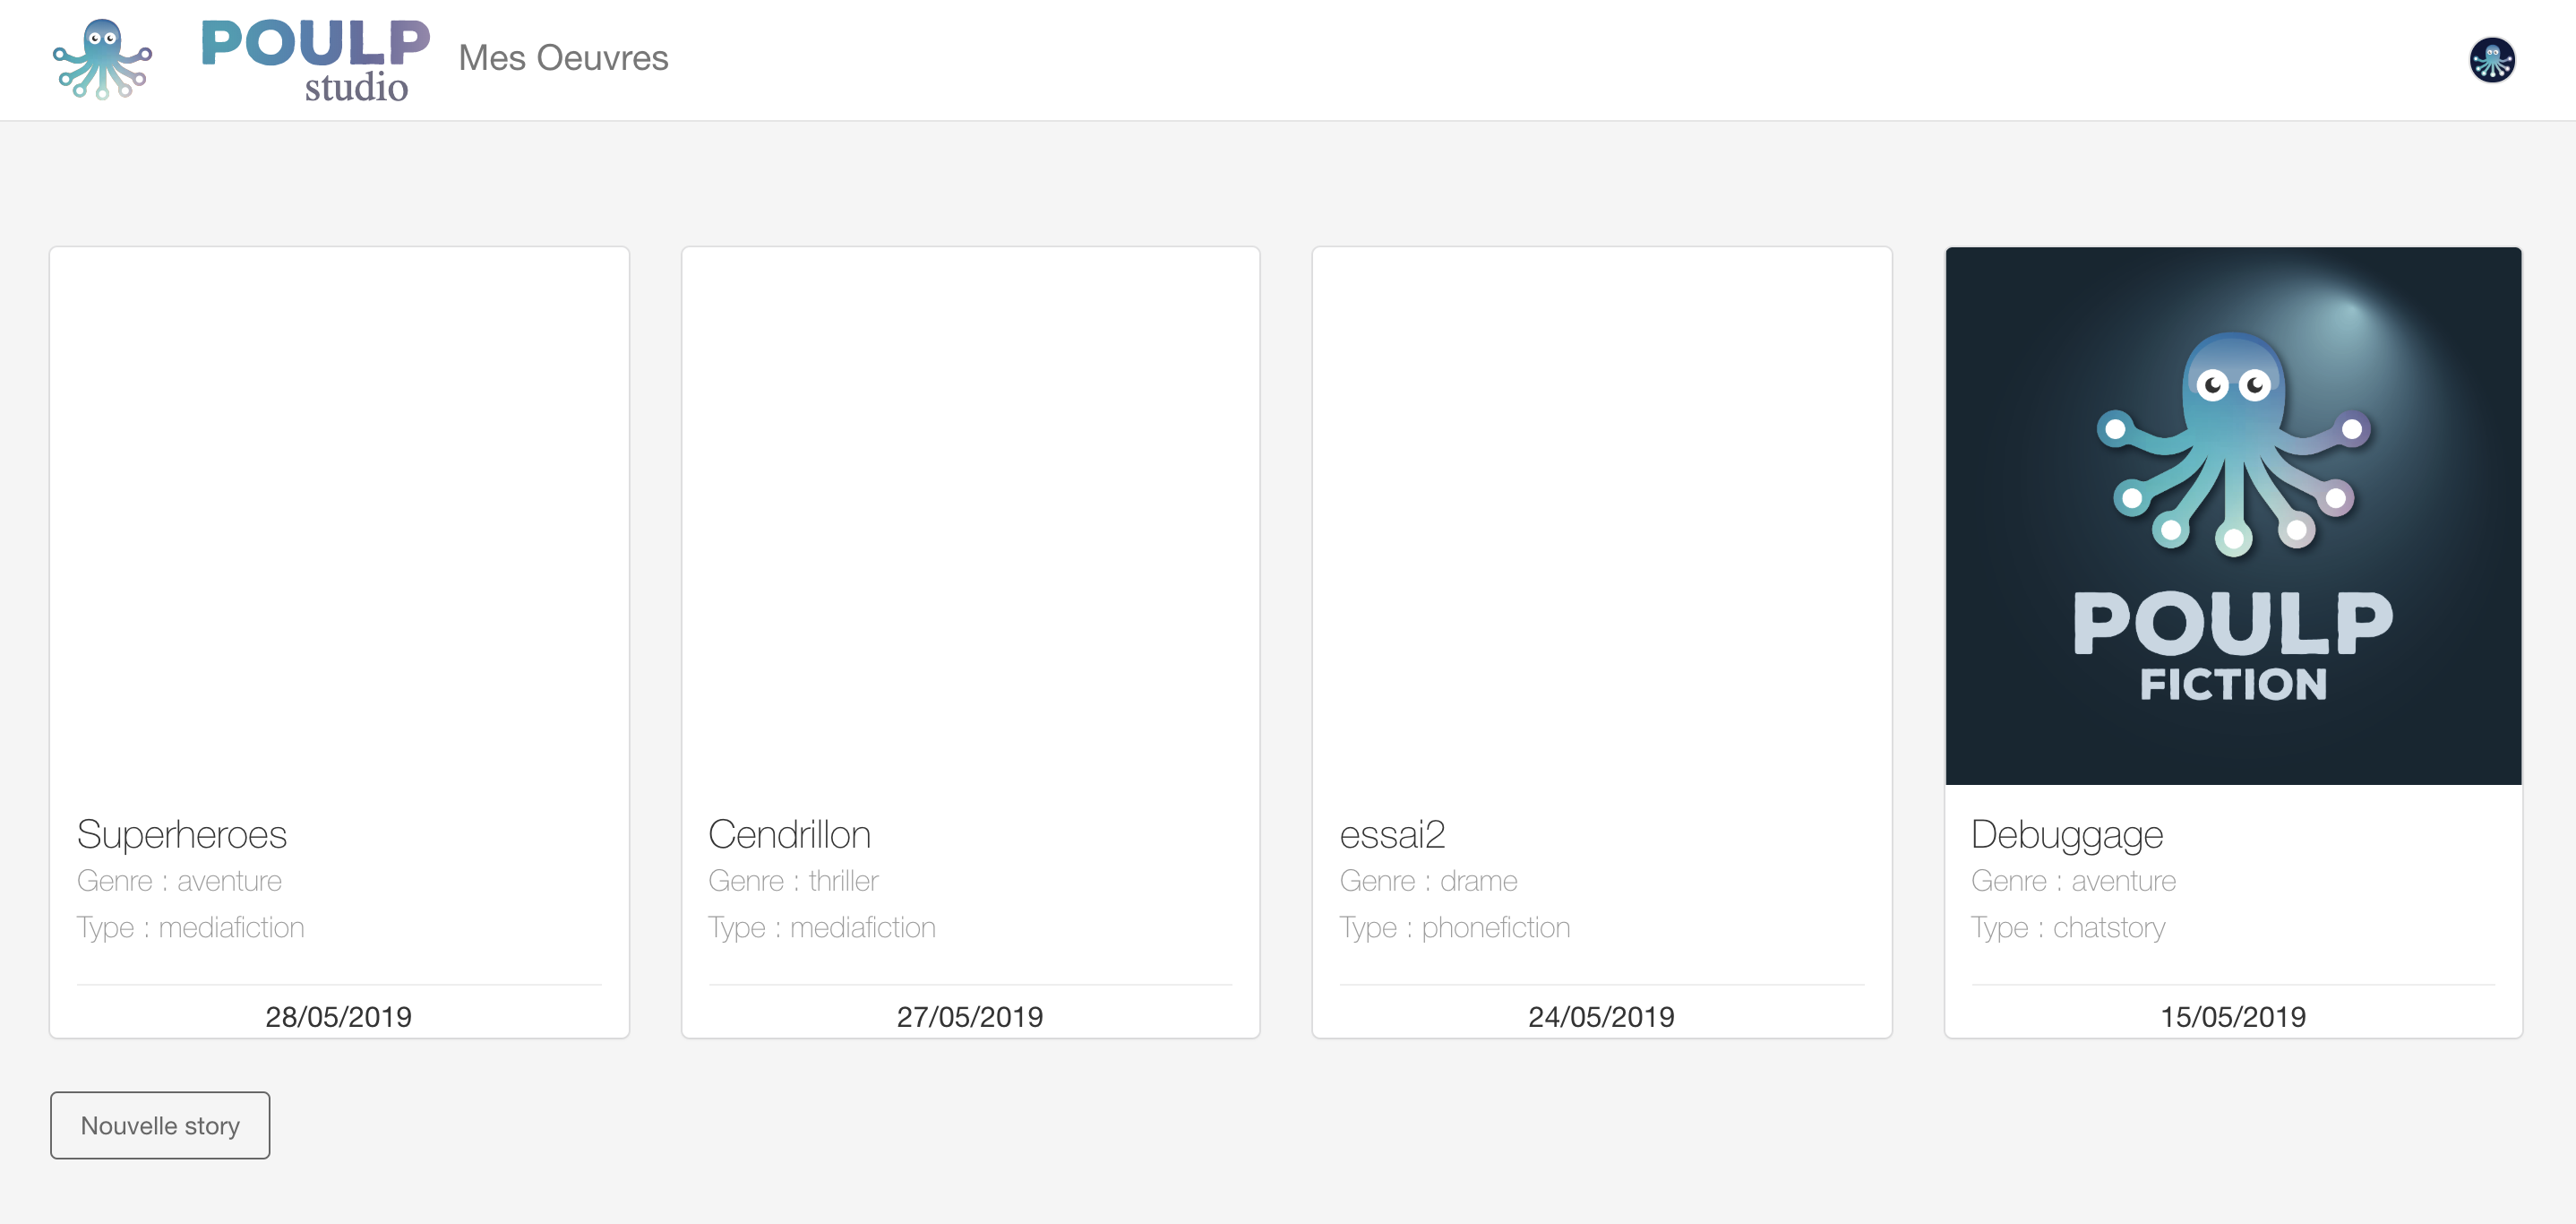 POULP
studio
Mes Oeuvres
Superheroes
Genre : aventure
Type : mediafiction
28/05/2019
Cendrillon
Genre : thriller
Type : mediafiction
27/05/2019
essai2
Genre : drame
Type : phonefiction
24/05/2019
POULP
FICTION
Debuggage
Genre : aventure
Type : chatstory
15/05/2019
Nouvelle story